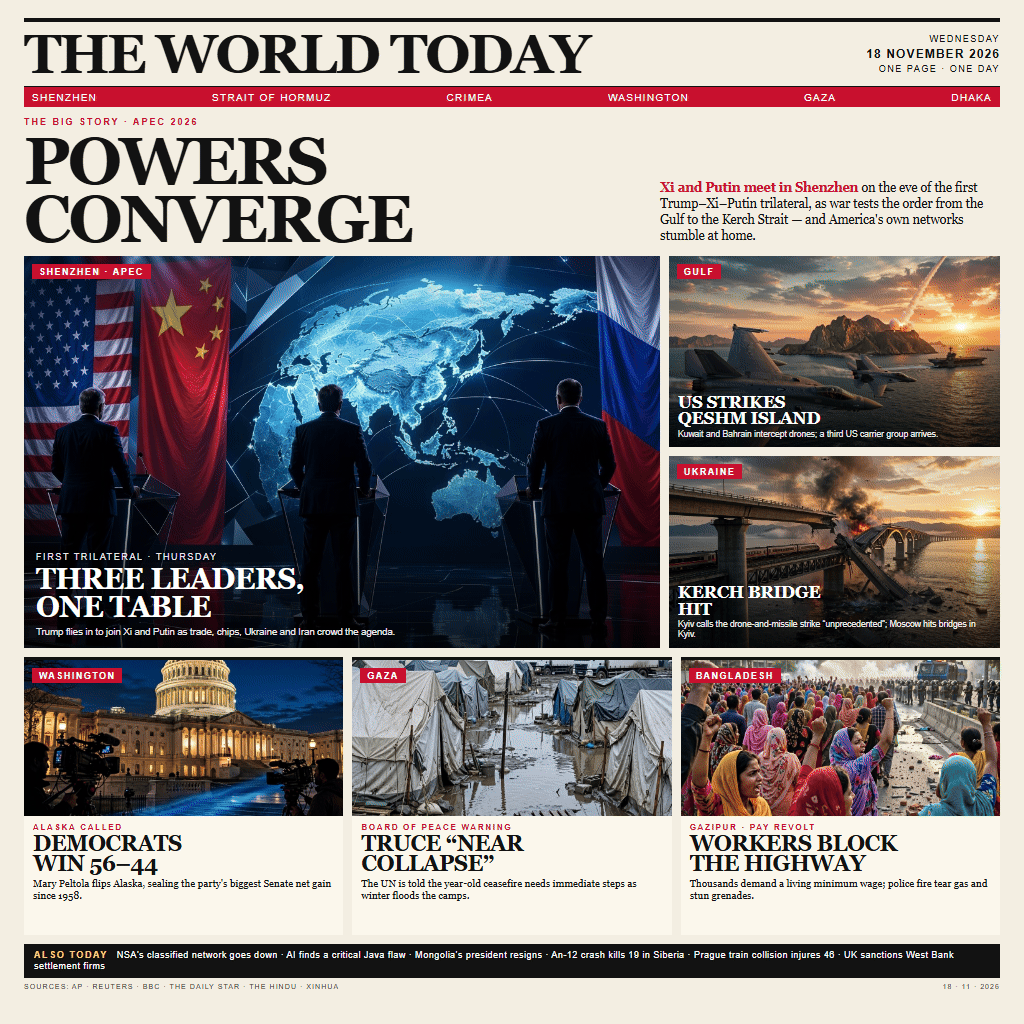 THE WORLD TODAY
WEDNESDAY
18 NOVEMBER 2026
ONE PAGE · ONE DAY
SHENZHEN
STRAIT OF HORMUZ
CRIMEA
WASHINGTON
GAZA
DHAKA
THE BIG STORY · APEC 2026
POWERS
CONVERGE
Xi and Putin meet in Shenzhen on the eve of the first
Trump–Xi–Putin trilateral, as war tests the order from the
Gulf to the Kerch Strait — and America's own networks
stumble at home.
SHENZHEN · APEC
FIRST TRILATERAL · THURSDAY
THREE LEADERS,
ONE TABLE
Trump flies in to join Xi and Putin as trade, chips, Ukraine and Iran crowd the agenda.
GULF
US STRIKES
QESHM ISLAND
Kuwait and Bahrain intercept drones; a third US carrier group arrives.
UKRAINE
KERCH BRIDGE
HIT
Kyiv calls the drone-and-missile strike “unprecedented”; Moscow hits bridges in
Kyiv.
WASHINGTON
ALASKA CALLED
DEMOCRATS
WIN 56–44
Mary Peltola flips Alaska, sealing the party's biggest Senate net gain
since 1958.
GAZA
BOARD OF PEACE WARNING
TRUCE “NEAR
COLLAPSE”
The UN is told the year-old ceasefire needs immediate steps as
winter floods the camps.
BANGLADESH
GAZIPUR · PAY REVOLT
WORKERS BLOCK
THE HIGHWAY
Thousands demand a living minimum wage; police fire tear gas and
stun grenades.
ALSO TODAY NSA's classified network goes down · AI finds a critical Java flaw · Mongolia's president resigns · An-12 crash kills 19 in Siberia · Prague train collision injures 46 · UK sanctions West Bank
settlement firms
SOURCES: AP · REUTERS · BBC · THE DAILY STAR · THE HINDU · XINHUA
18 · 11 · 2026